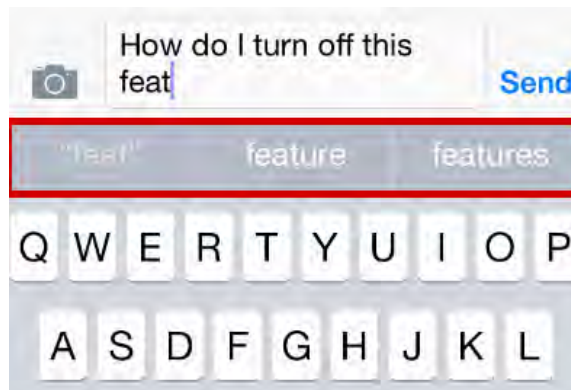 How do I turn off this
feat
Send
"feat" feature features
Q W E R T Y U I O P
A S D F G H J K L